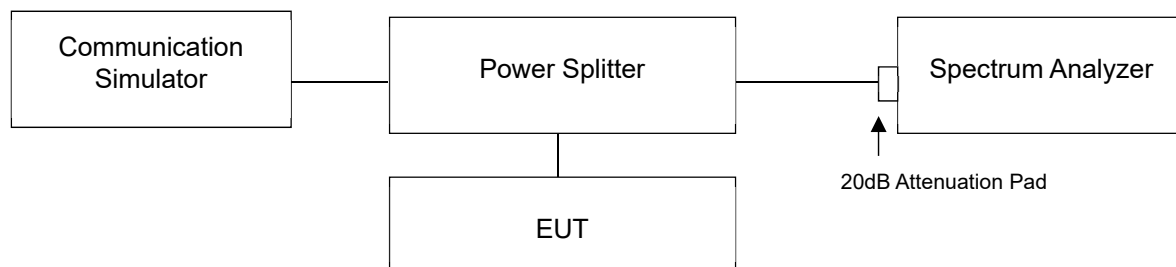 Communication
Simulator
Power Splitter
Spectrum Analyzer
20dB Attenuation Pad
EUT